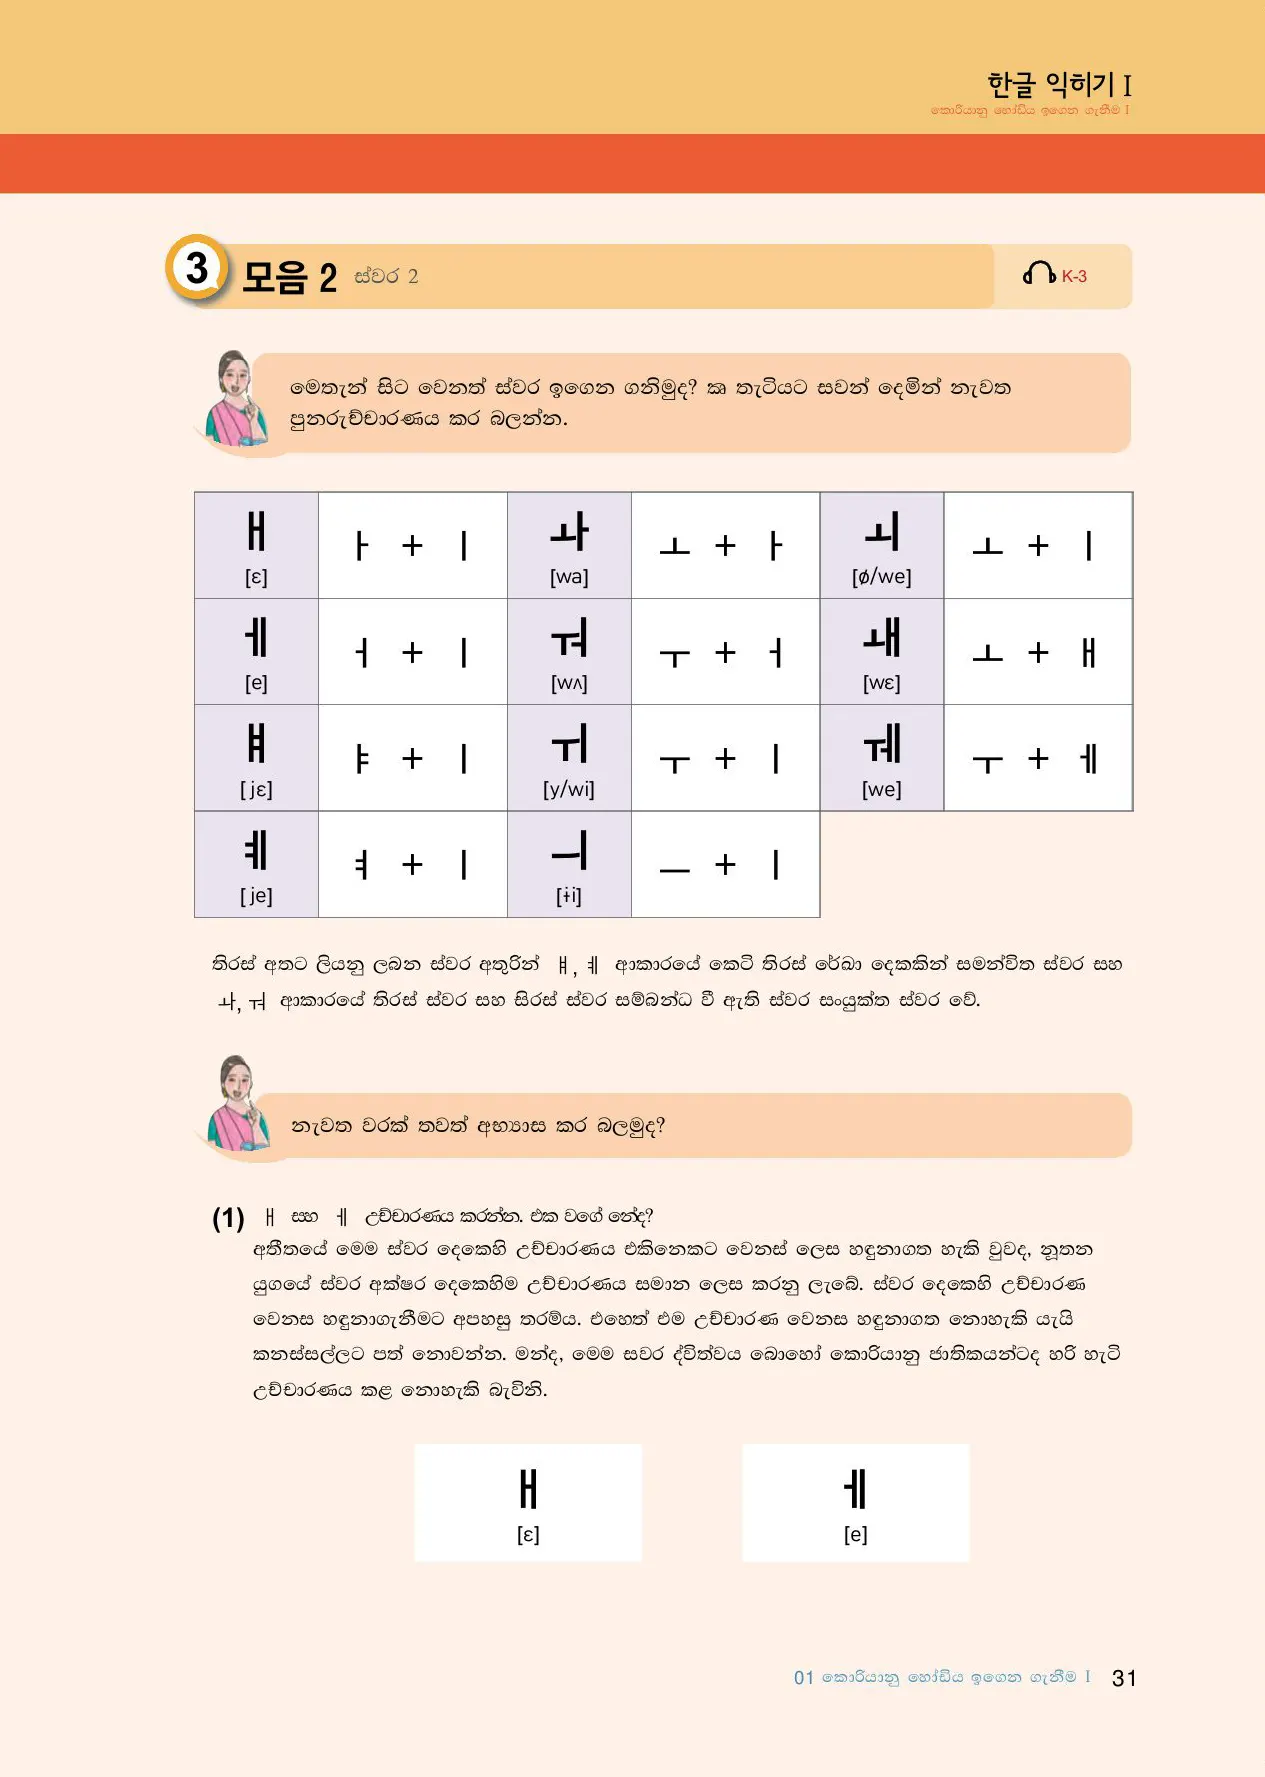 한글 익히기 I
කොරියානු හෝඩිය ඉගෙන ගැනීම I
3 모음 2 ස්වර 2 K-3
මෙතැන් සිට වෙනත් ස්වර ඉගෙන ගනිමුද? ඍ තැටියට සවන් දෙමින් නැවත
පුනරුච්චාරණය කර බලන්න.
ㅐ ㅏ + ㅣ ㅘ ㅗ + ㅏ ㅚ ㅗ + ㅣ
[ɛ] [wa] [ø/we]
ㅔ ㅓ + ㅣ ㅝ ㅜ + ㅓ ㅙ ㅗ + ㅐ
[e] [wʌ] [wɛ]
ㅒ ㅑ + ㅣ ㅟ ㅜ + ㅣ ㅞ ㅜ + ㅔ
[jɛ] [y/wi] [we]
ㅖ ㅕ + ㅣ ㅢ ㅡ + ㅣ
[je] [ɨi]
තිරස් අතට ලියනු ලබන ස්වර අතුරින් ㅒ, ㅖ ආකාරයේ කෙටි තිරස් රේඛා දෙකකින් සමන්විත ස්වර සහ
ㅘ, ㅝ ආකාරයේ තිරස් ස්වර සහ සිරස් ස්වර සම්බන්ධ වී ඇති ස්වර සංයුක්ත ස්වර වේ.
නැවත වරක් තවත් අභ්‍යාස කර බලමුද?
(1) ㅐ සහ ㅔ උච්චාරණය කරන්න. එක වගේ නේද?
අතීතයේ මෙම ස්වර දෙකෙහි උච්චාරණය එකිනෙකට වෙනස් ලෙස හඳුනාගත හැකි වුවද, නූතන
යුගයේ ස්වර අක්ෂර දෙකෙහිම උච්චාරණය සමාන ලෙස කරනු ලැබේ. ස්වර දෙකෙහි උච්චාරණ
වෙනස හඳුනාගැනීමට අපහසු තරම්ය. එහෙත් එම උච්චාරණ වෙනස හඳුනාගත නොහැකි යැයි
කනස්සල්ලට පත් නොවන්න. මන්ද, මෙම සවර ද්විත්වය බොහෝ කොරියානු ජාතිකයන්ටද හරි හැටි
උච්චාරණය කළ නොහැකි බැවිනි.
ㅐ ㅔ
[ɛ] [e]
01 කොරියානු හෝඩිය ඉගෙන ගැනීම I 31